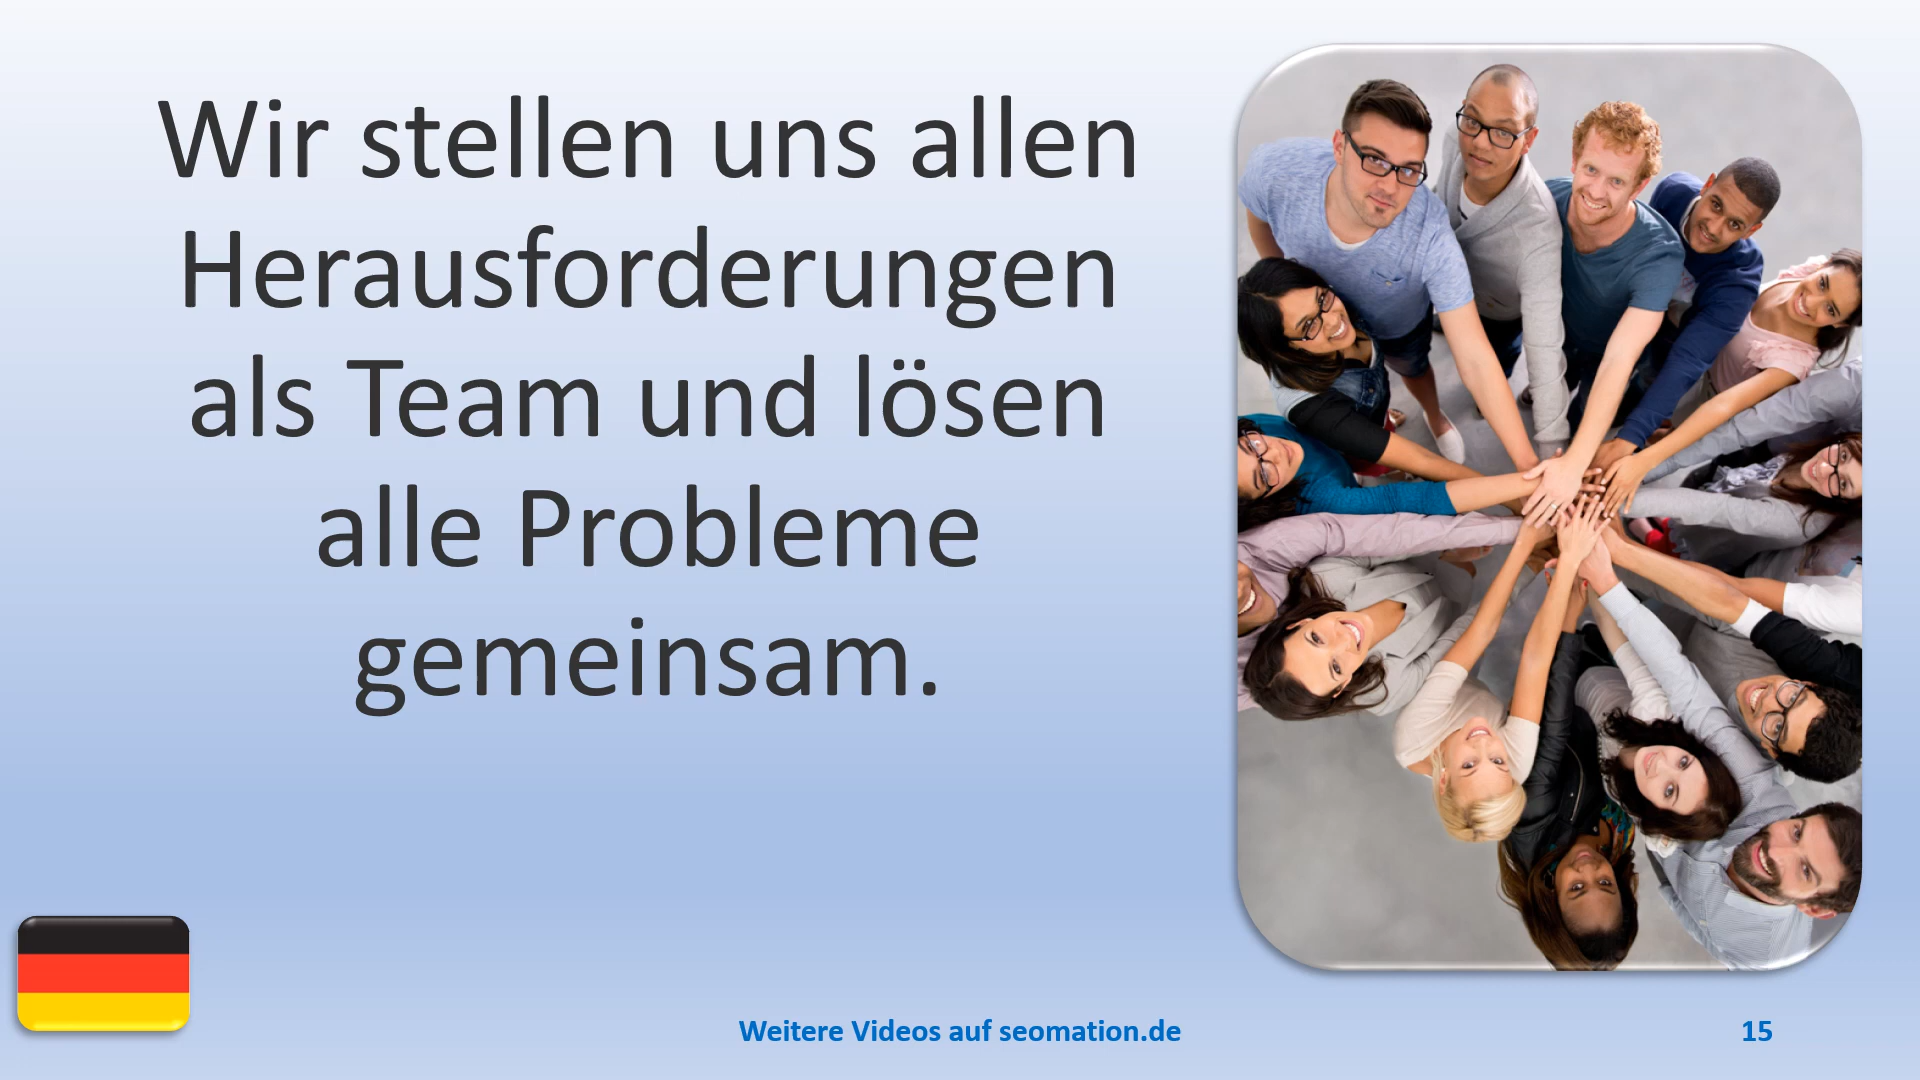 Wir stellen uns allen
Herausforderungen
als Team und lösen
alle Probleme
gemeinsam.
Weitere Videos auf seomation.de
15